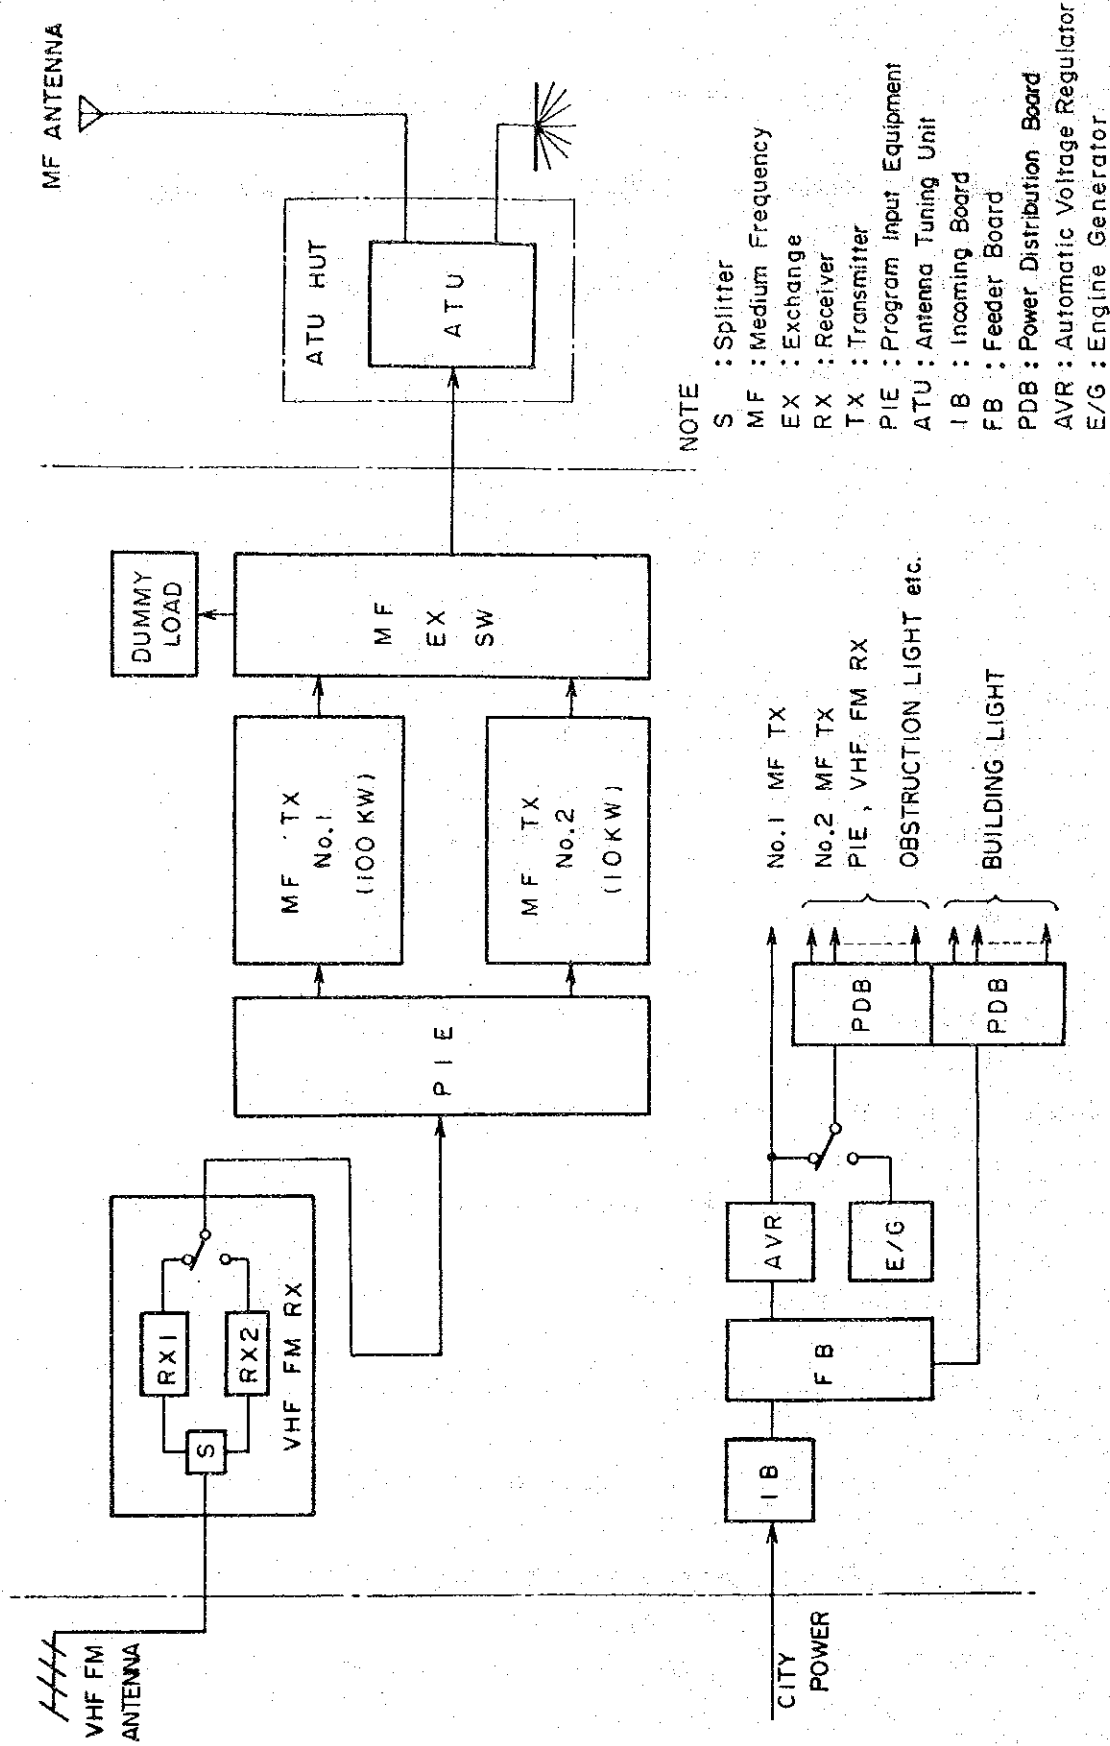 VHF FM
ANTENNA
S
RX1
RX2
VHF FM RX
PIE
MF TX
No.1
(100 KW)
MF TX
No.2
(10KW)
DUMMY
LOAD
MF
EX
SW
ATU HUT
ATU
MF ANTENNA
CITY
POWER
IB
FB
AVR
E/G
PDB
PDB
No.1 MF TX
No.2 MF TX
PIE, VHF FM RX
OBSTRUCTION LIGHT etc.
BUILDING LIGHT
NOTE
S : Splitter
MF : Medium Frequency
EX : Exchange
RX : Receiver
TX : Transmitter
PIE : Program Input Equipment
ATU : Antenna Tuning Unit
IB : Incoming Board
FB : Feeder Board
PDB : Power Distribution Board
AVR : Automatic Voltage Regulator
E/G : Engine Generator